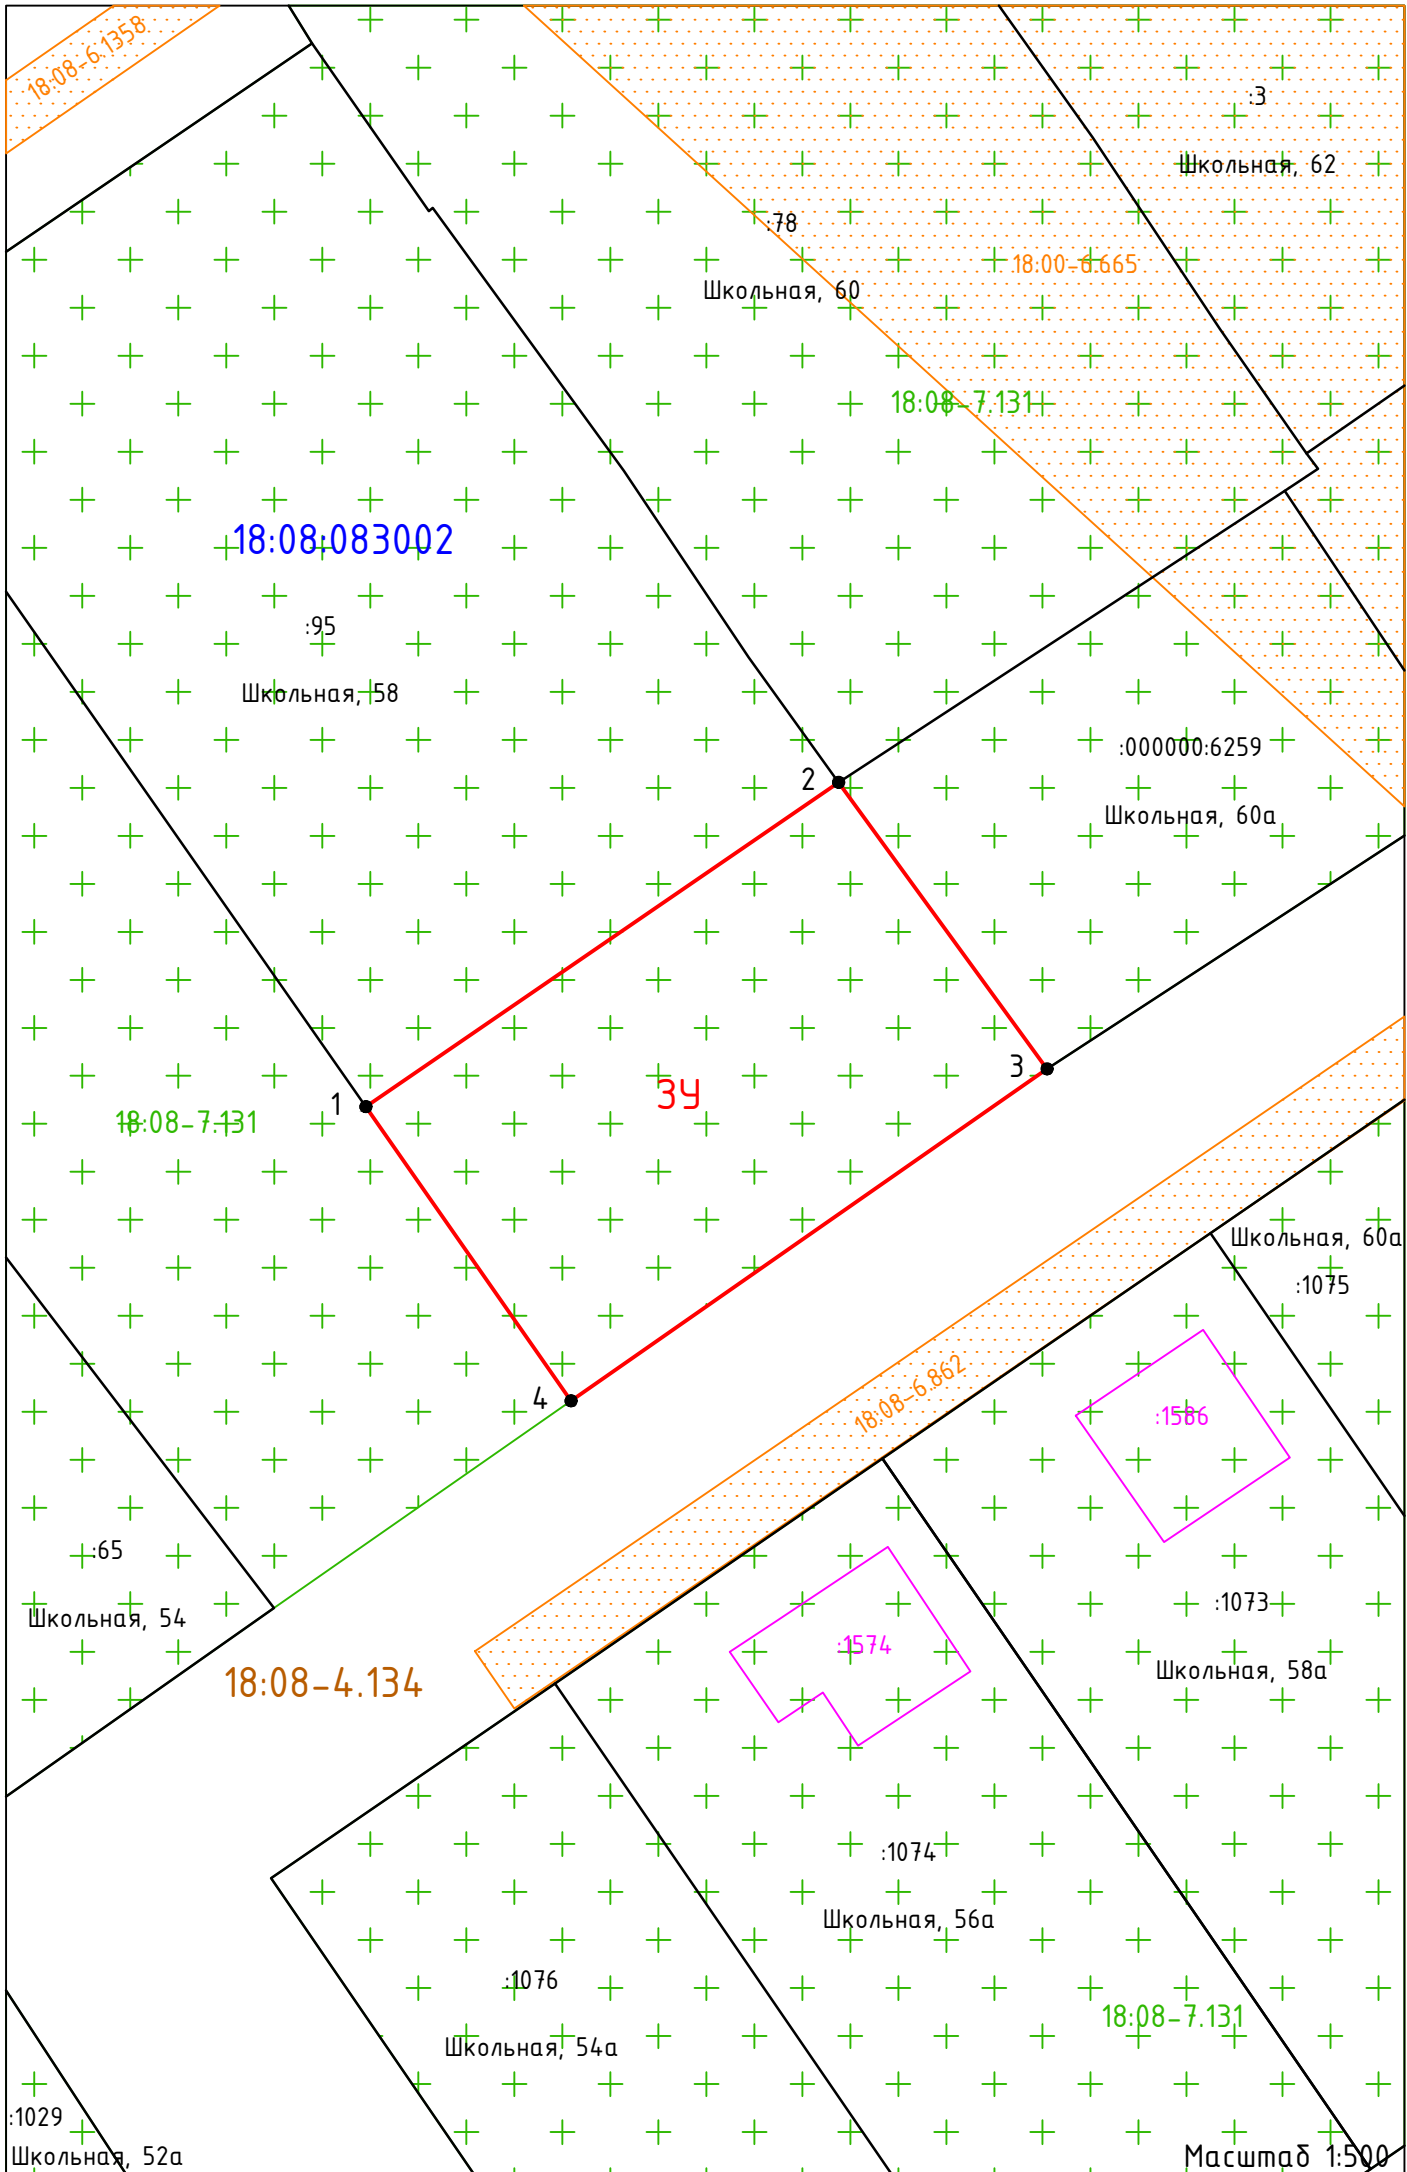 18:08-6.1358
:3
Школьная, 62
:78
18:00-6.665
Школьная, 60
18:08-7.131
18:08:083002
:95
Школьная, 58
:000000:6259
2
Школьная, 60а
3
ЗУ
1
18:08-7.131
Школьная, 60а
:1075
18:08-6.862
4
:1586
:65
:1073
Школьная, 54
:1574
Школьная, 58а
18:08-4.134
:1074
Школьная, 56а
:1076
18:08-7.131
Школьная, 54а
:1029
Школьная, 52а
Масштаб 1:500